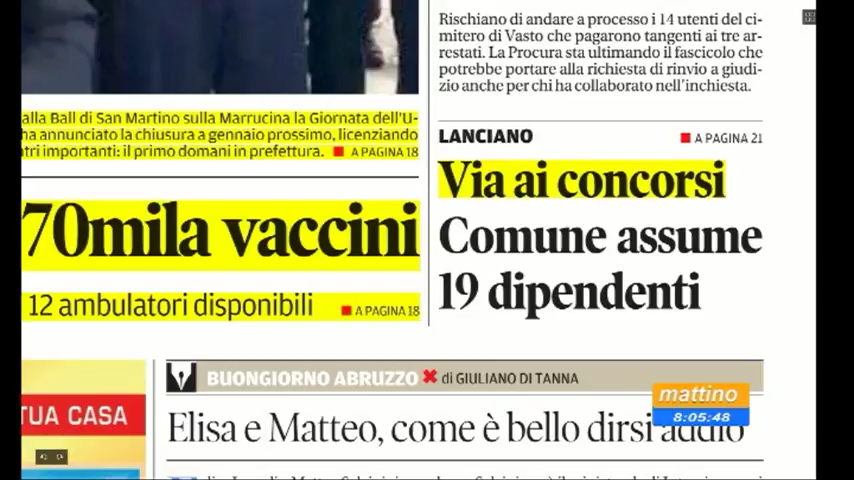 alla Ball di San Martino sulla Marrucina la Giornata dell'U-
ha annunciato la chiusura a gennaio prossimo, licenziando
ntri importanti: il primo domani in prefettura. A PAGINA 18
70mila vaccini
12 ambulatori disponibili A PAGINA 18
TUA CASA
Rischiano di andare a processo i 14 utenti del ci-
mitero di Vasto che pagarono tangenti ai tre ar-
restati. La Procura sta ultimando il fascicolo che
potrebbe portare alla richiesta di rinvio a giudi-
zio anche per chi ha collaborato nell'inchiesta.
LANCIANO A PAGINA 21
Via ai concorsi
Comune assume
19 dipendenti
BUONGIORNO ABRUZZO di GIULIANO DI TANNA
Elisa e Matteo, come è bello dirsi addio
mattino
8:05:48